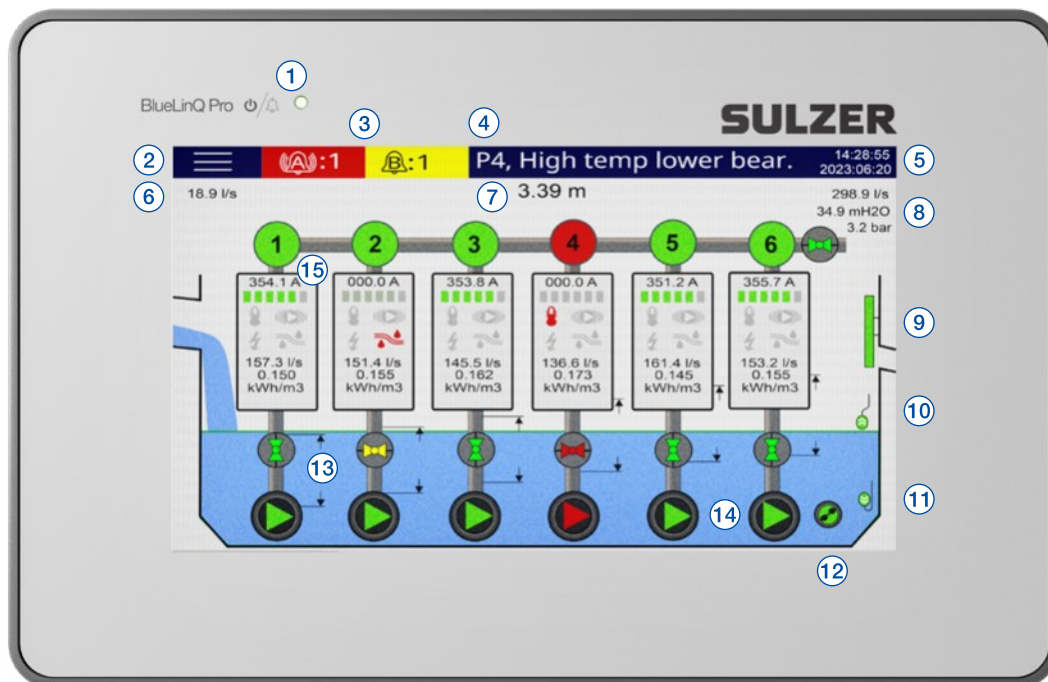 1
BlueLinQ Pro
SULZER
3
4
2
A:1
B:1
P4, High temp lower bear.
14:28:55
2023:06:20
5
6
18.9 l/s
7
3.39 m
298.9 l/s
34.9 mH2O
3.2 bar
8
1
2
3
4
5
6
15
354.1 A
000.0 A
353.8 A
000.0 A
351.2 A
355.7 A
9
157.3 l/s
0.150
kWh/m3
151.4 l/s
0.155
kWh/m3
145.5 l/s
0.162
kWh/m3
136.6 l/s
0.173
kWh/m3
161.4 l/s
0.145
kWh/m3
153.2 l/s
0.155
kWh/m3
10
13
11
14
12